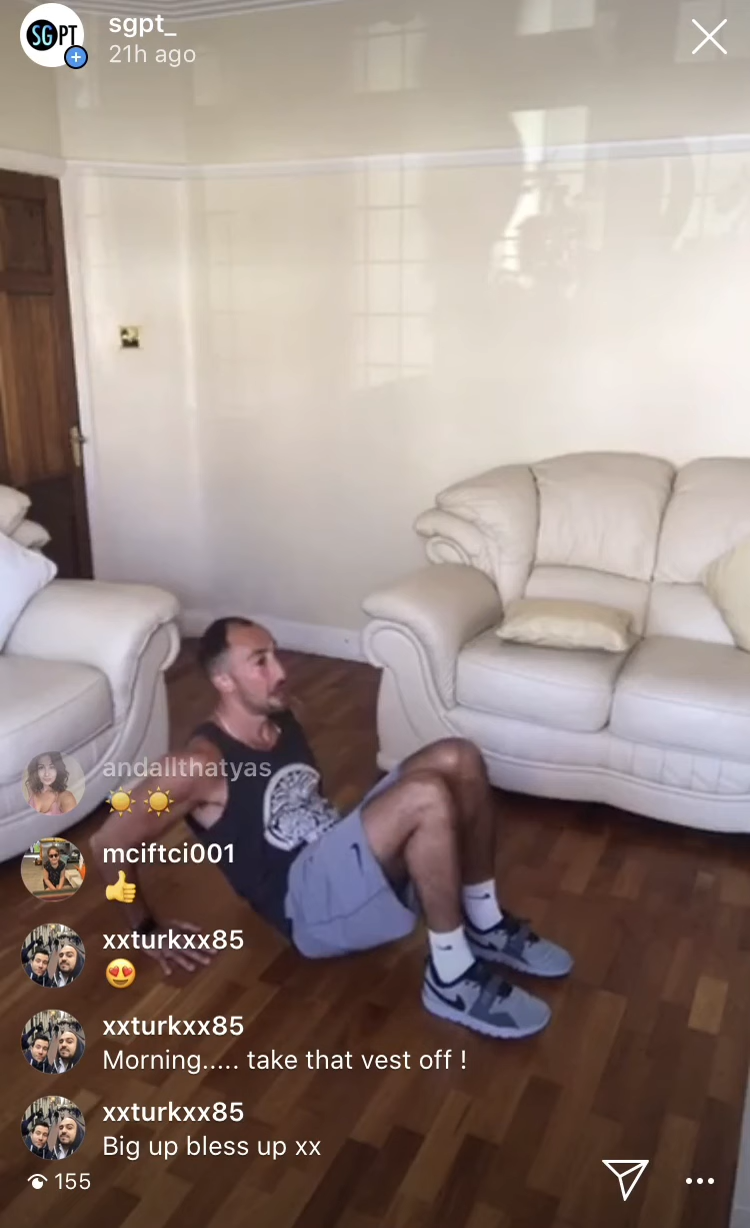 SGPT
sgpt_
21h ago
andallthatyas
☀️ ☀️
mciftci001
👍
xxturkxx85
😍
xxturkxx85
Morning..... take that vest off !
xxturkxx85
Big up bless up xx
155